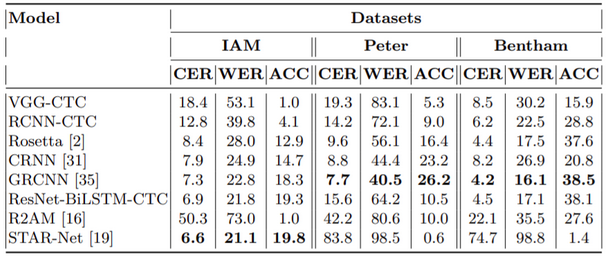 Model Datasets
IAM Peter Bentham
CER WER ACC CER WER ACC CER WER ACC
VGG-CTC 18.4 53.1 1.0 19.3 83.1 5.3 8.5 30.2 15.9
RCNN-CTC 12.8 39.8 4.1 14.2 72.1 9.0 6.2 22.5 28.8
Rosetta [2] 8.4 28.0 12.9 9.6 56.1 16.4 4.4 17.5 37.6
CRNN [31] 7.9 24.9 14.7 8.8 44.4 23.2 8.2 26.9 20.8
GRCNN [35] 7.3 22.8 18.3 7.7 40.5 26.2 4.2 16.1 38.5
ResNet-BiLSTM-CTC 6.9 21.8 19.3 15.6 64.2 10.5 4.5 17.1 38.1
R2AM [16] 50.3 73.0 1.0 42.2 80.6 10.0 22.1 35.5 27.6
STAR-Net [19] 6.6 21.1 19.8 83.8 98.5 0.6 74.7 98.8 1.4